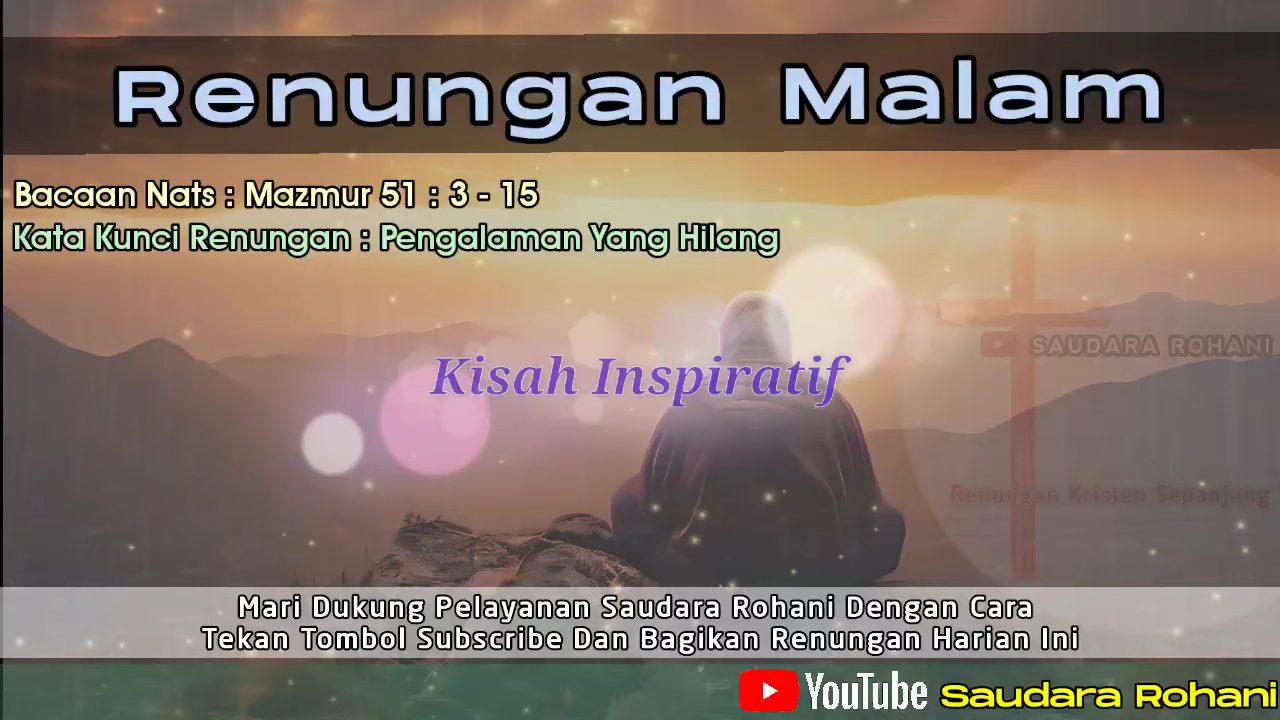 Renungan Malam
Bacaan Nats : Mazmur 51 : 3 - 15
Kata Kunci Renungan : Pengalaman Yang Hilang
SAUDARA ROHANI
Kisah Inspiratif
Renungan Kristen Sepanjang
Mari Dukung Pelayanan Saudara Rohani Dengan Cara
Tekan Tombol Subscribe Dan Bagikan Renungan Harian Ini
YouTube Saudara Rohani